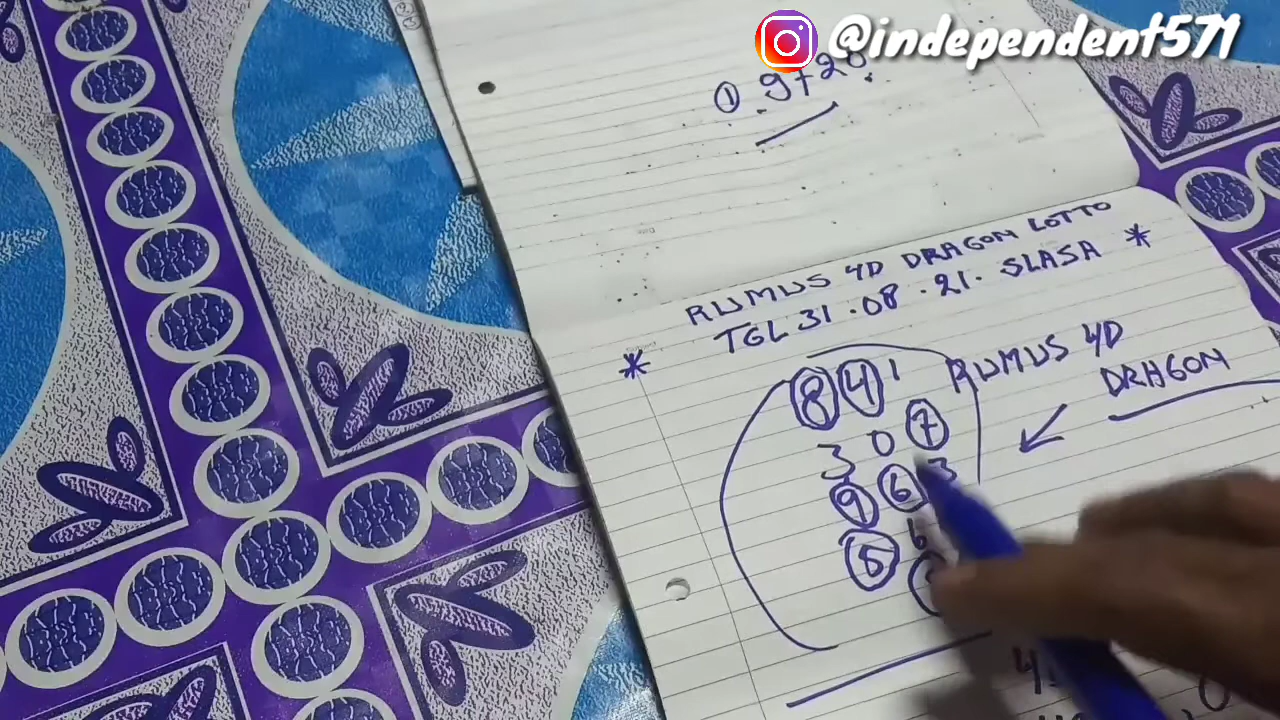 @independent571
① 9728
RUMUS 4D DRAGON LOTTO
* TGL 31.08.21. SLASA *
RUMUS 4D
DRAGON
8 4 1
3 0 7
9 6 3
6